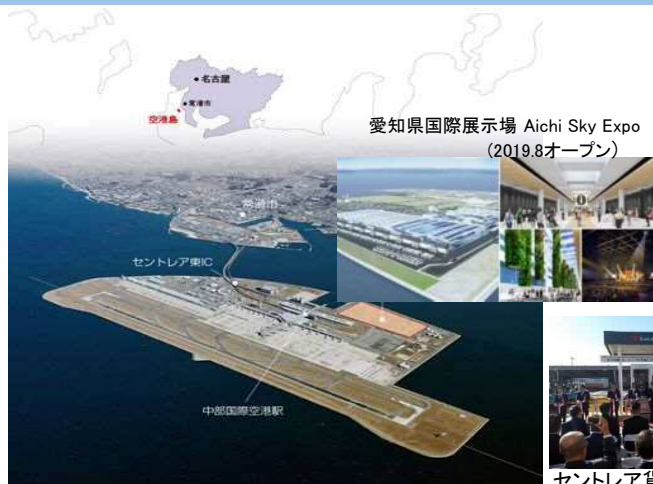 名古屋
常滑市
空港島
愛知県国際展示場 Aichi Sky Expo
(2019.8オープン)
常滑市
セントレア東IC
中部国際空港駅
セントレア貨